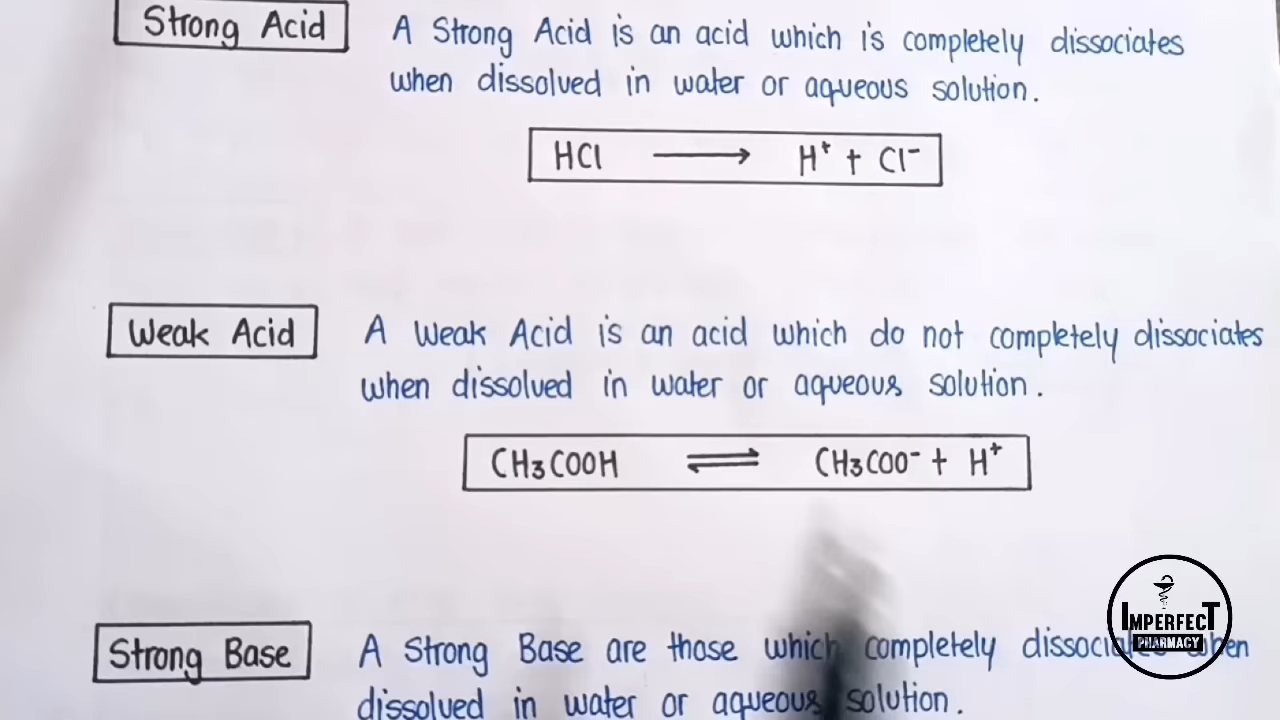 Strong Acid
A Strong Acid is an acid which is completely dissociates
when dissolved in water or aqueous solution.
HCl ⟶ H⁺ + Cl⁻
Weak Acid
A Weak Acid is an acid which do not completely dissociates
when dissolved in water or aqueous solution.
CH₃COOH ⇌ CH₃COO⁻ + H⁺
Strong Base
A Strong Base are those which completely dissociates when
dissolved in water or aqueous solution.
IMPERFECT
PHARMACY